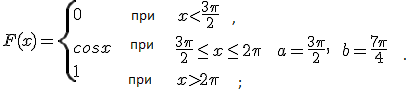 0 при x<3π/2 ,
F(x)= cosx при 3π/2 ≤ x ≤ 2π a=3π/2, b=7π/4 .
1 при x>2π ;